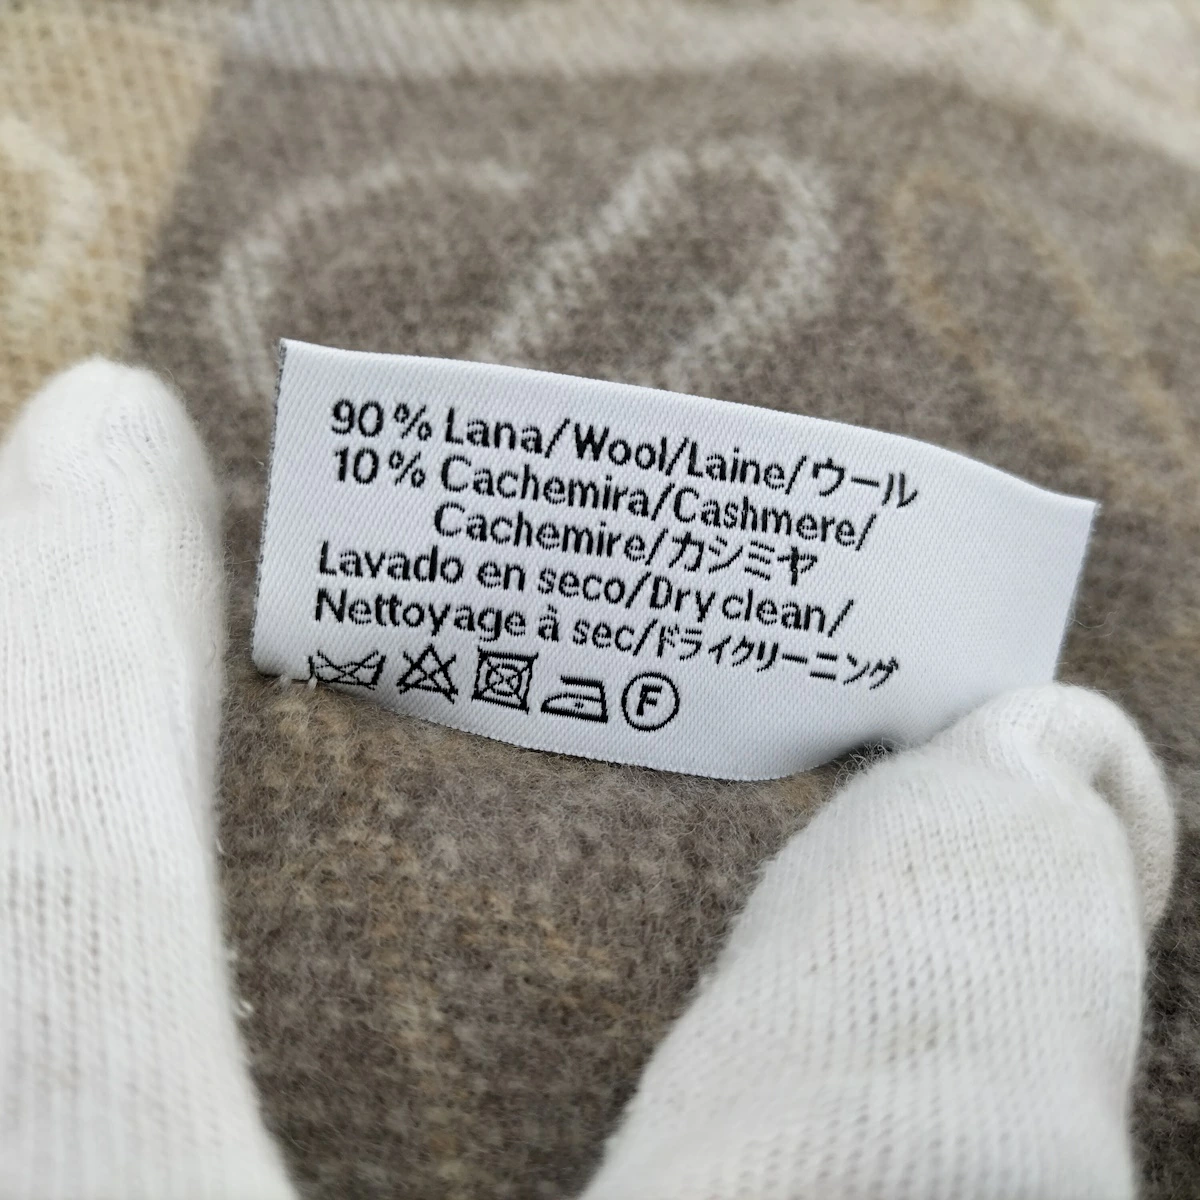 90% Lana/Wool/Laine/ウール
10% Cachemira/Cashmere/
Cachemire/カシミヤ
Lavado en seco/Dry clean/
Nettoyage à sec/ドライクリーニング
F